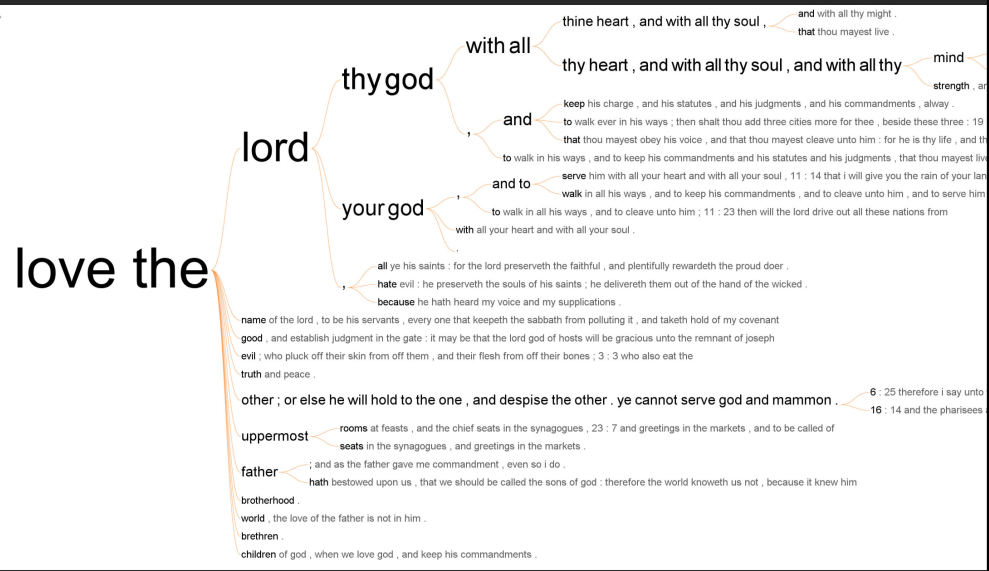 love the
lord
thy god
with all
thine heart , and with all thy soul ,
and with all thy might .
that thou mayest live .
thy heart , and with all thy soul , and with all thy
mind
strength , ar
,
and
keep his charge , and his statutes , and his judgments , and his commandments , alway .
to walk ever in his ways ; then shalt thou add three cities more for thee , beside these three : 19
that thou mayest obey his voice , and that thou mayest cleave unto him : for he is thy life , and th
to walk in his ways , and to keep his commandments and his statutes and his judgments , that thou mayest live
your god
,
and to
serve him with all your heart and with all your soul , 11 : 14 that i will give you the rain of your lan
walk in all his ways , and to keep his commandments , and to cleave unto him , and to serve him
to walk in all his ways , and to cleave unto him ; 11 : 23 then will the lord drive out all these nations from
with all your heart and with all your soul .
.
,
all ye his saints : for the lord preserveth the faithful , and plentifully rewardeth the proud doer .
hate evil : he preserveth the souls of his saints ; he delivereth them out of the hand of the wicked .
because he hath heard my voice and my supplications .
name of the lord , to be his servants , every one that keepeth the sabbath from polluting it , and taketh hold of my covenant
good , and establish judgment in the gate : it may be that the lord god of hosts will be gracious unto the remnant of joseph
evil ; who pluck off their skin from off them , and their flesh from off their bones ; 3 : 3 who also eat the
truth and peace .
other ; or else he will hold to the one , and despise the other . ye cannot serve god and mammon .
6 : 25 therefore i say unto
16 : 14 and the pharisees
uppermost
rooms at feasts , and the chief seats in the synagogues , 23 : 7 and greetings in the markets , and to be called of
seats in the synagogues , and greetings in the markets .
father
; and as the father gave me commandment , even so i do .
hath bestowed upon us , that we should be called the sons of god : therefore the world knoweth us not , because it knew him
brotherhood .
world , the love of the father is not in him .
brethren .
children of god , when we love god , and keep his commandments .